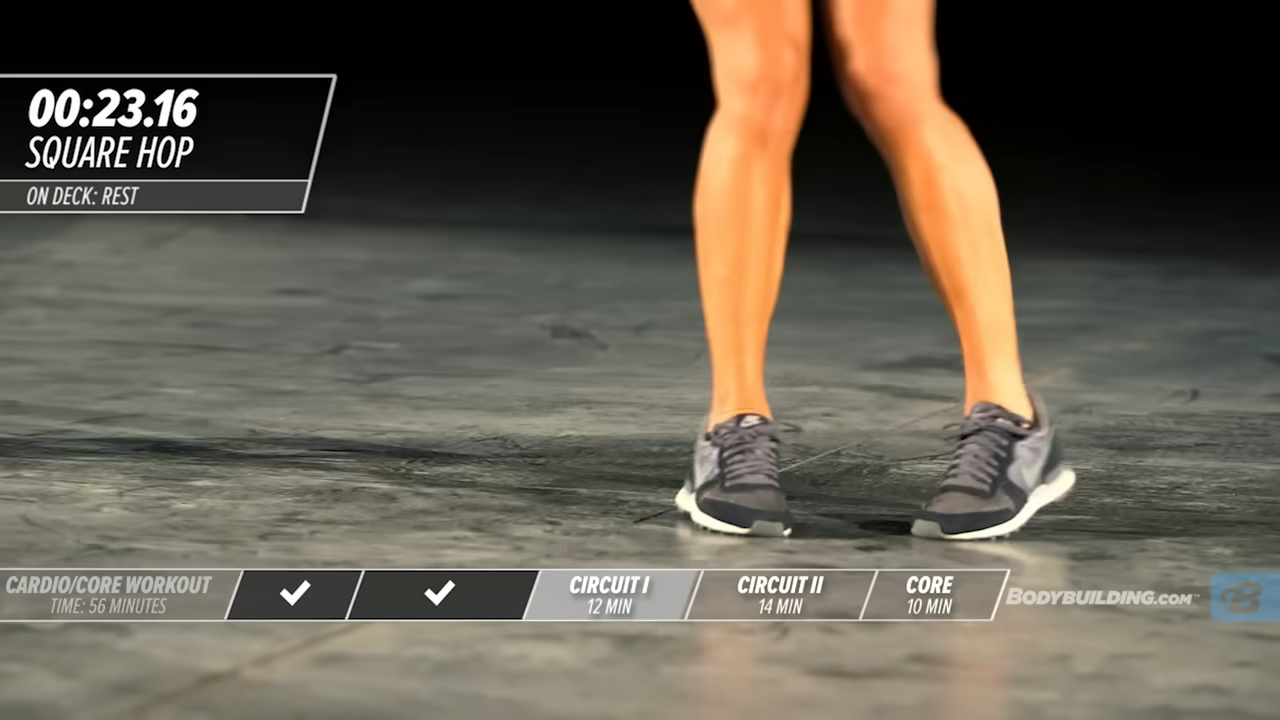 00:23.16
SQUARE HOP
ON DECK: REST
CARDIO/CORE WORKOUT
TIME: 56 MINUTES
CIRCUIT I
12 MIN
CIRCUIT II
14 MIN
CORE
10 MIN
BODYBUILDING.COM™
B